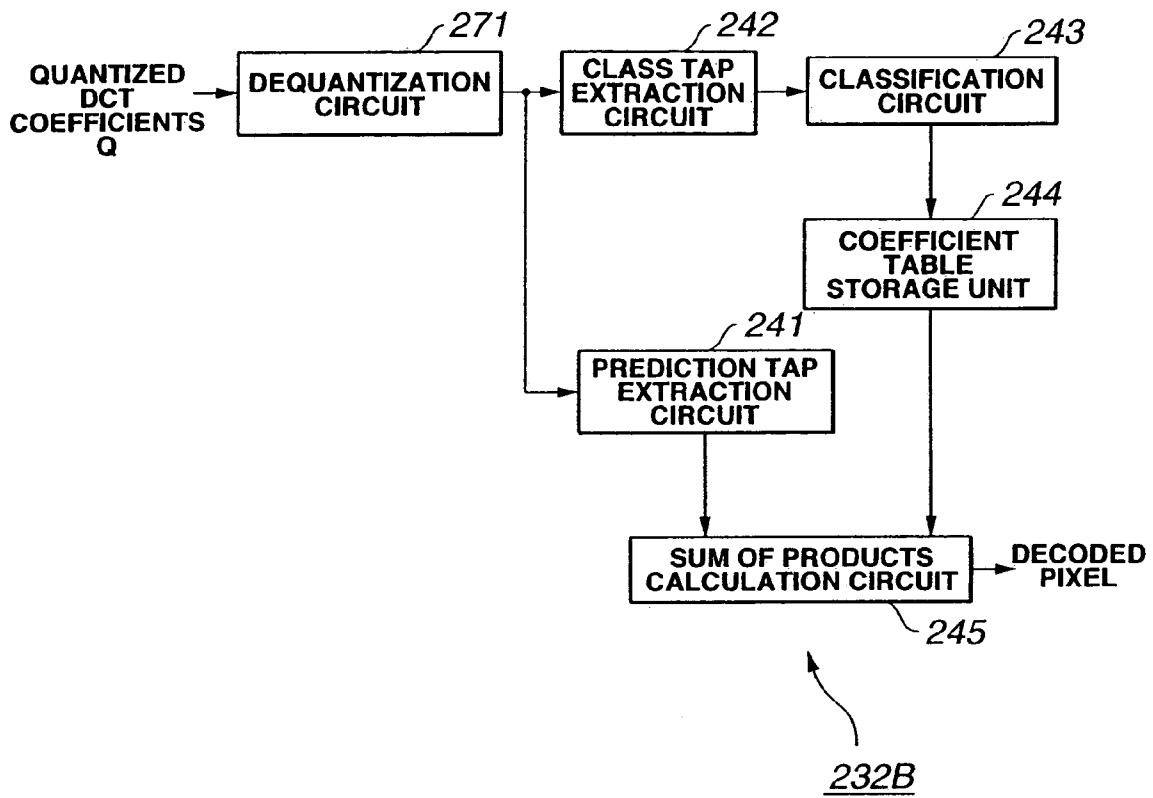 271
242
243
QUANTIZED
DCT
COEFFICIENTS
Q
DEQUANTIZATION
CIRCUIT
CLASS TAP
EXTRACTION
CIRCUIT
CLASSIFICATION
CIRCUIT
244
COEFFICIENT
TABLE
STORAGE UNIT
241
PREDICTION TAP
EXTRACTION
CIRCUIT
SUM OF PRODUCTS
CALCULATION CIRCUIT
DECODED
PIXEL
245
232B